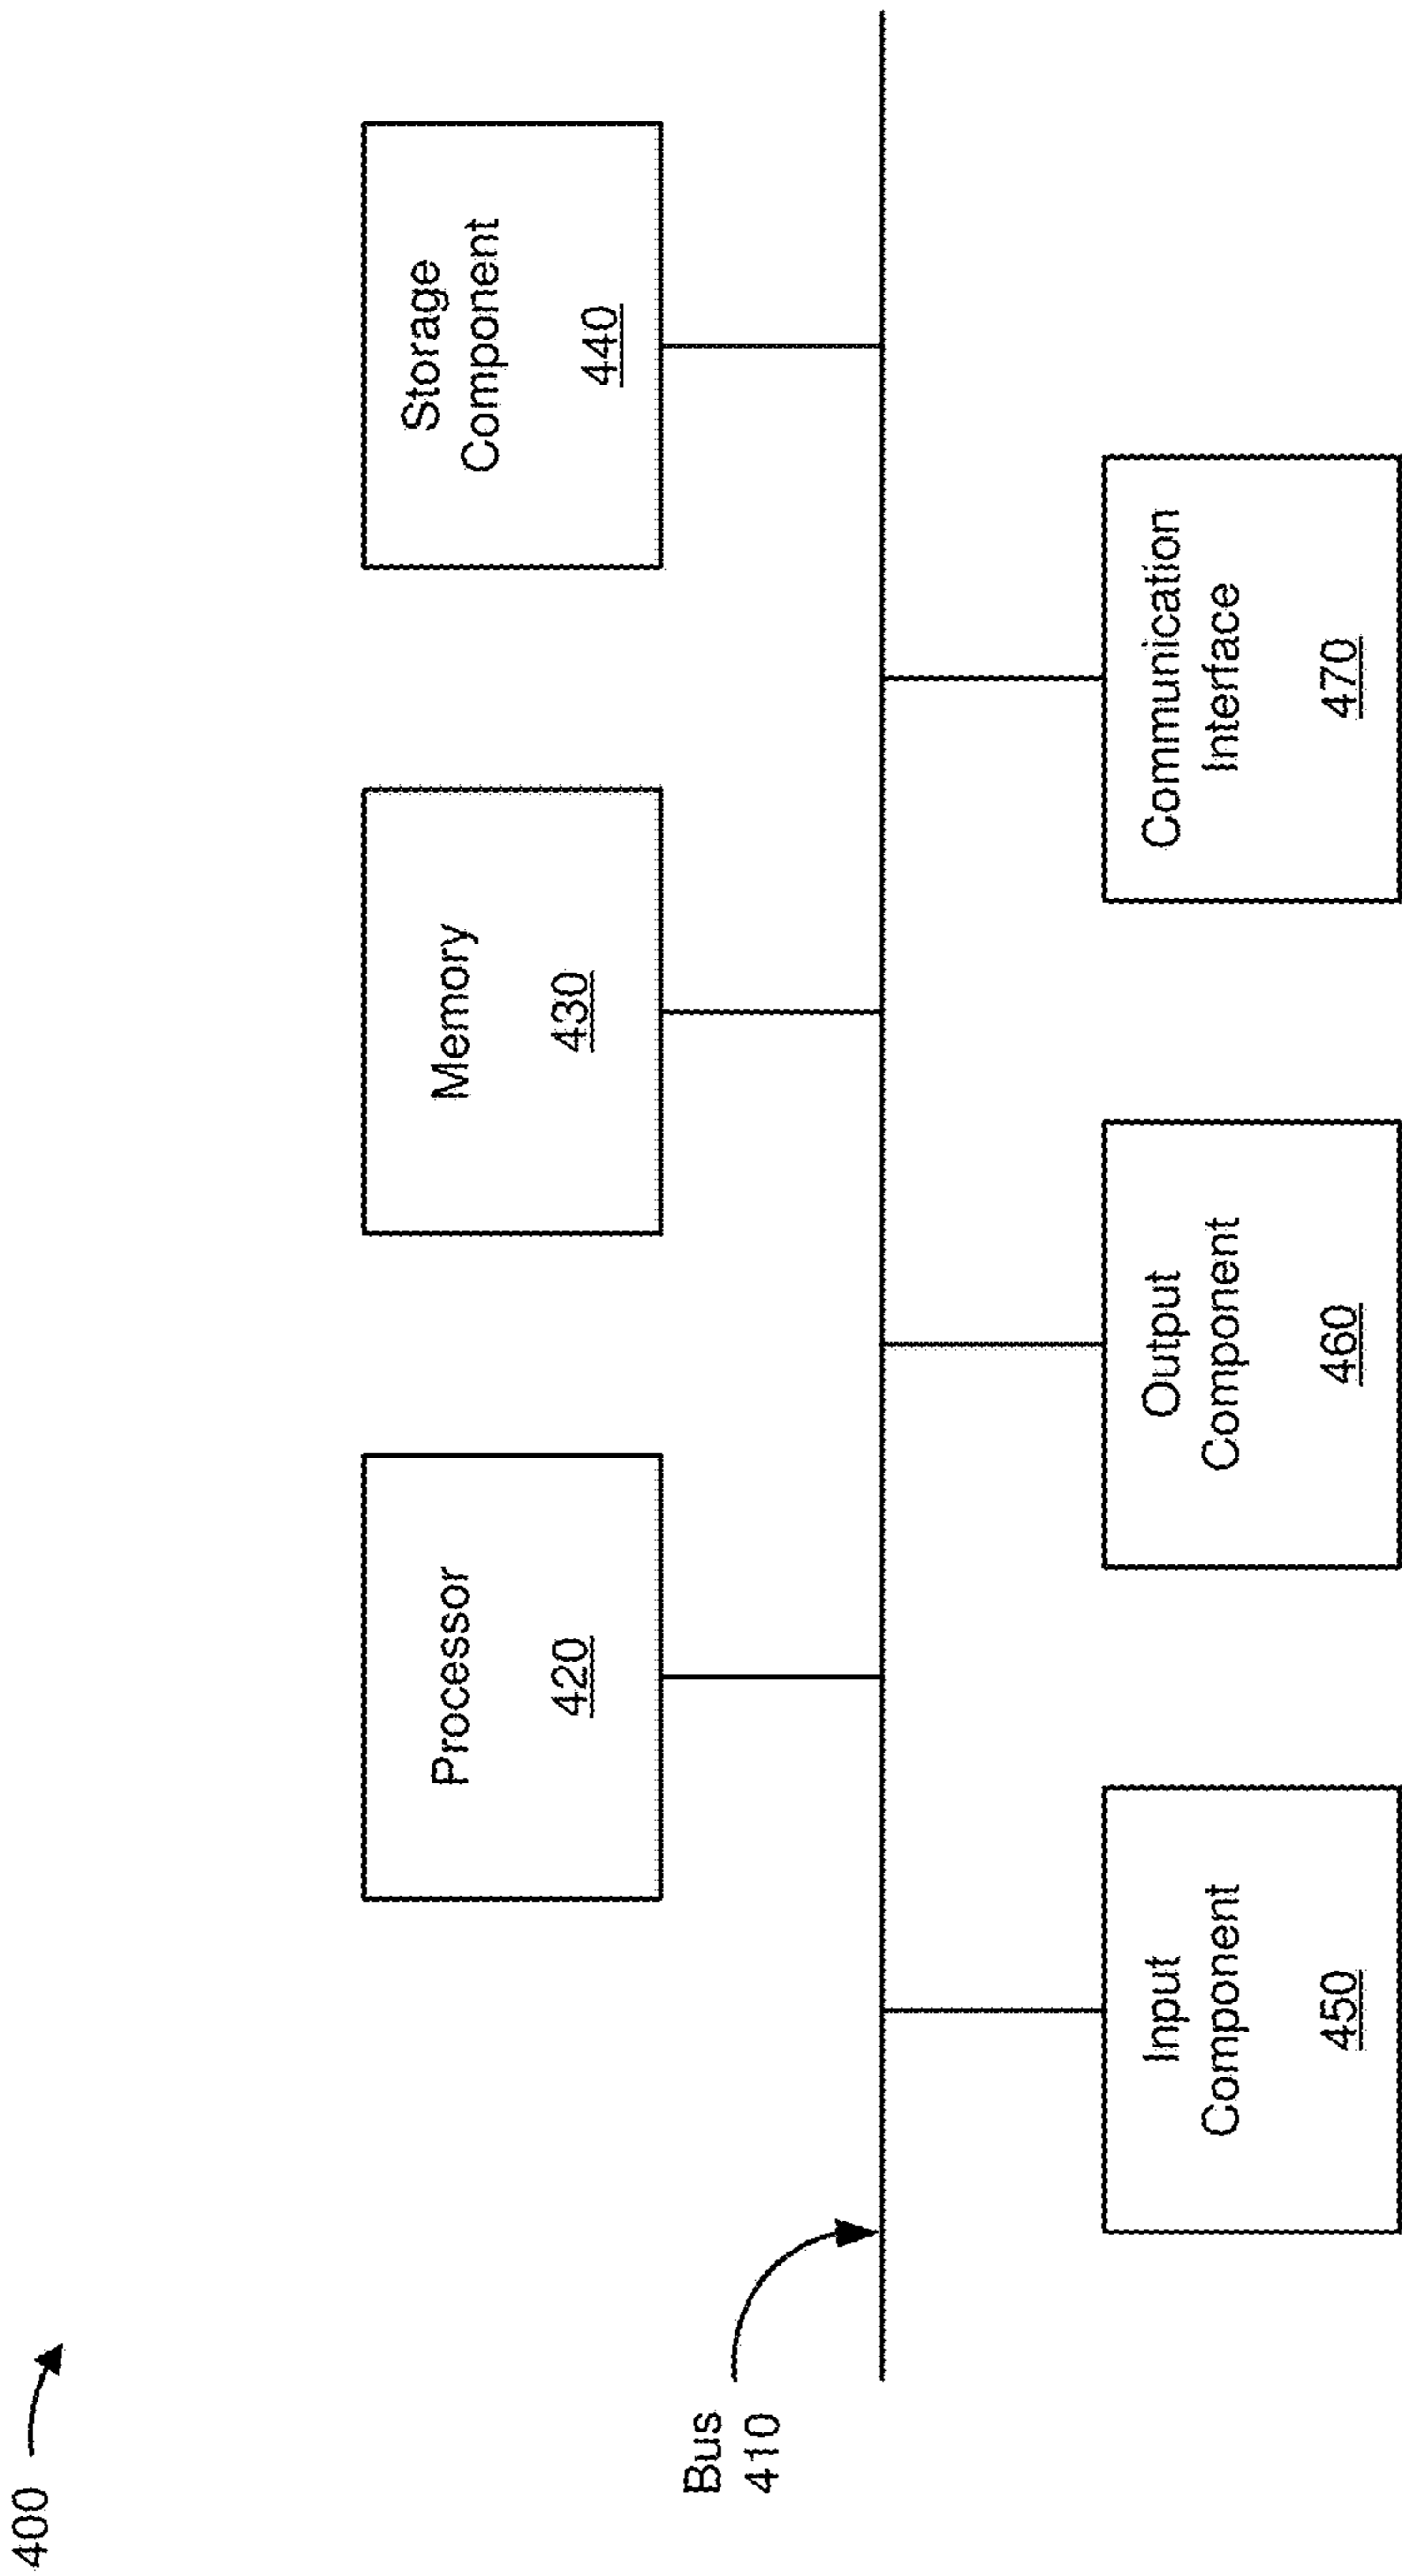 400
Processor
420
Memory
430
Storage
Component
440
Bus
410
Input
Component
450
Output
Component
460
Communication
Interface
470